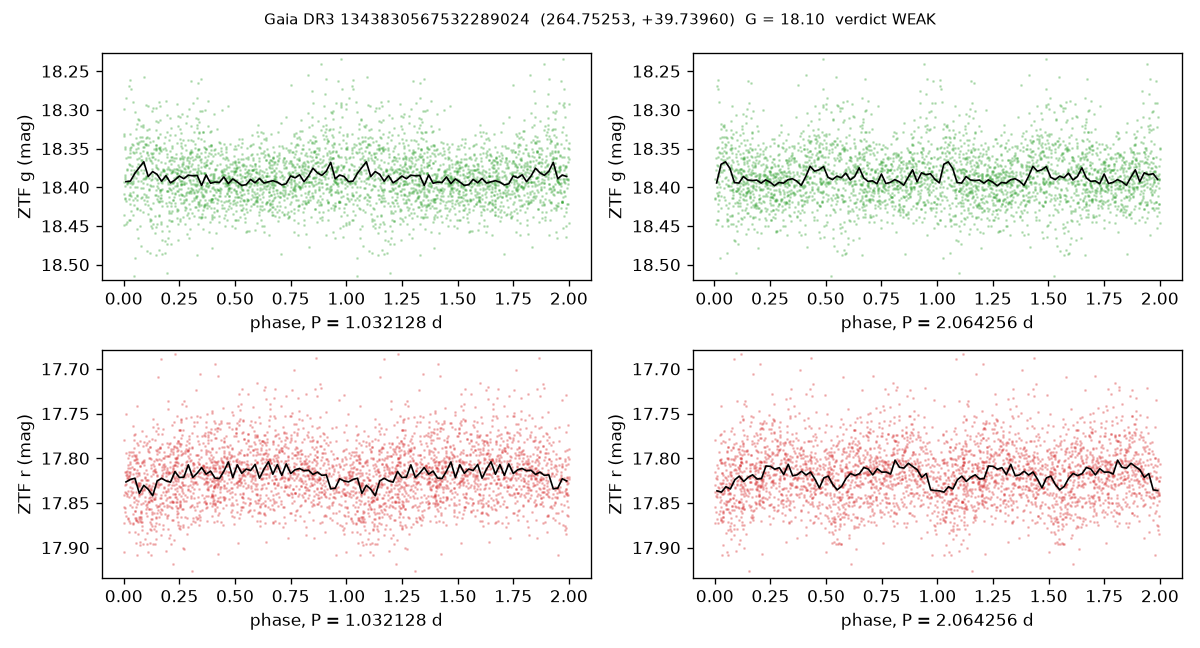 Gaia DR3 1343830567532289024 (264.75253, +39.73960) G = 18.10 verdict WEAK
ZTF g (mag)
18.25
18.30
18.35
18.40
18.45
18.50
0.00 0.25 0.50 0.75 1.00 1.25 1.50 1.75 2.00
phase, P = 1.032128 d
ZTF g (mag)
18.25
18.30
18.35
18.40
18.45
18.50
0.00 0.25 0.50 0.75 1.00 1.25 1.50 1.75 2.00
phase, P = 2.064256 d
ZTF r (mag)
17.70
17.75
17.80
17.85
17.90
0.00 0.25 0.50 0.75 1.00 1.25 1.50 1.75 2.00
phase, P = 1.032128 d
ZTF r (mag)
17.70
17.75
17.80
17.85
17.90
0.00 0.25 0.50 0.75 1.00 1.25 1.50 1.75 2.00
phase, P = 2.064256 d